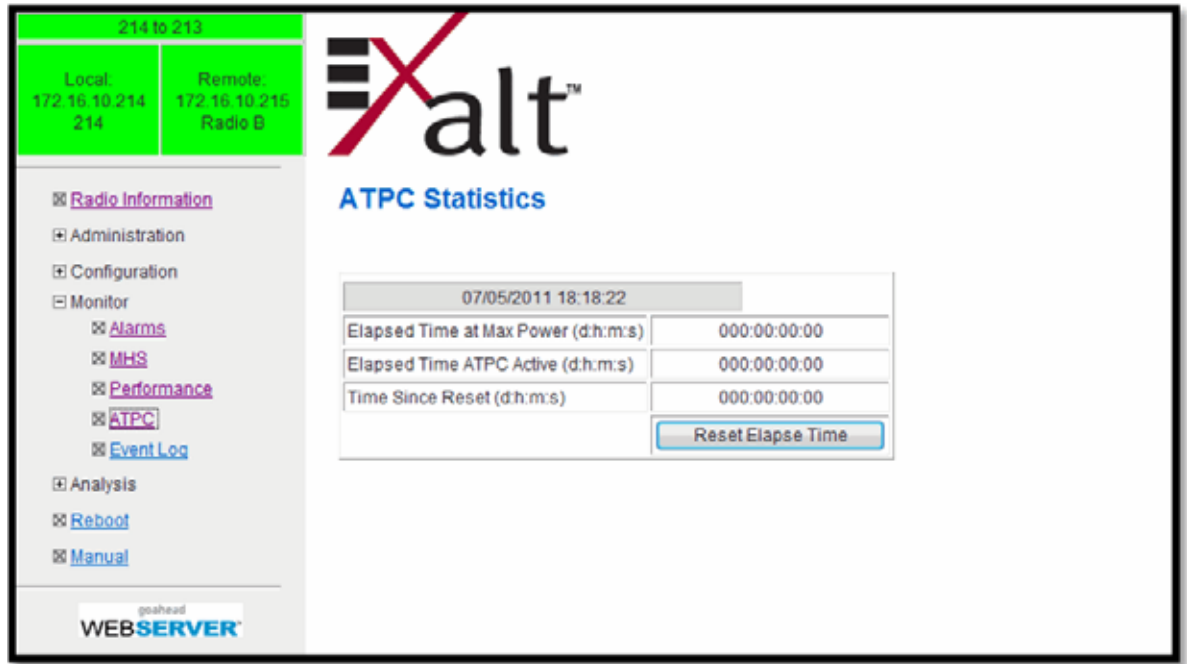 214 to 213
Local:
172.16.10.214
214
Remote:
172.16.10.215
Radio B
EXalt™
Radio Information
Administration
Configuration
Monitor
Alarms
MHS
Performance
ATPC
Event Log
Analysis
Reboot
Manual
goahead
WEBSERVER
ATPC Statistics
07/05/2011 18:18:22
Elapsed Time at Max Power (d:h:m:s) 000:00:00:00
Elapsed Time ATPC Active (d:h:m:s) 000:00:00:00
Time Since Reset (d:h:m:s) 000:00:00:00
Reset Elapse Time